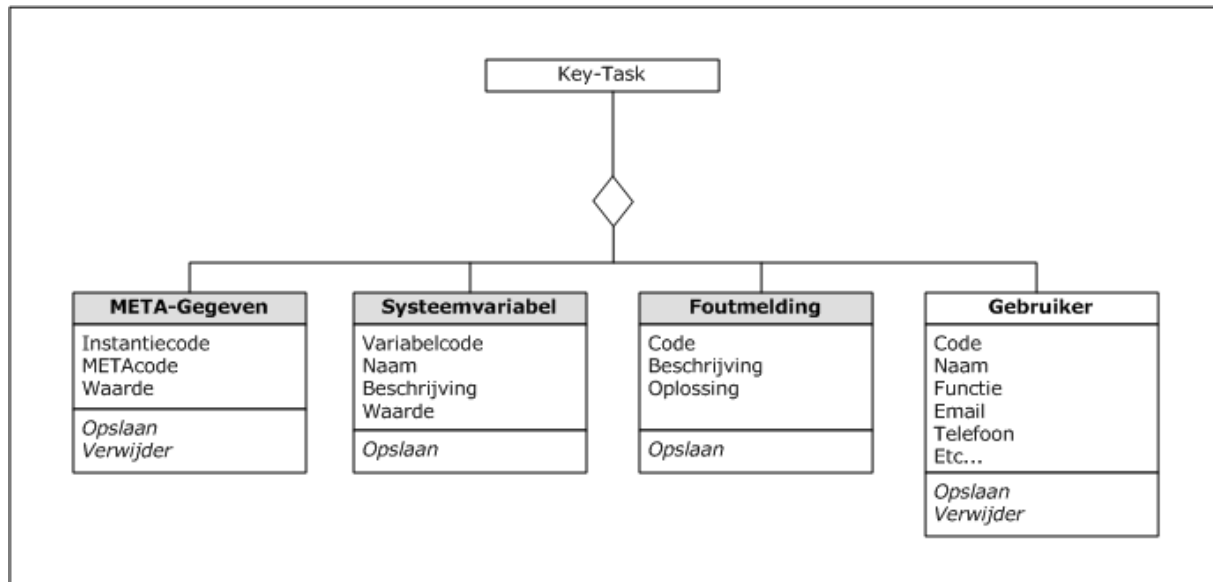 Key-Task
META-Gegeven
Instantiecode
METAcode
Waarde
Opslaan
Verwijder
Systeemvariabel
Variabelcode
Naam
Beschrijving
Waarde
Opslaan
Foutmelding
Code
Beschrijving
Oplossing
Opslaan
Gebruiker
Code
Naam
Functie
Email
Telefoon
Etc...
Opslaan
Verwijder